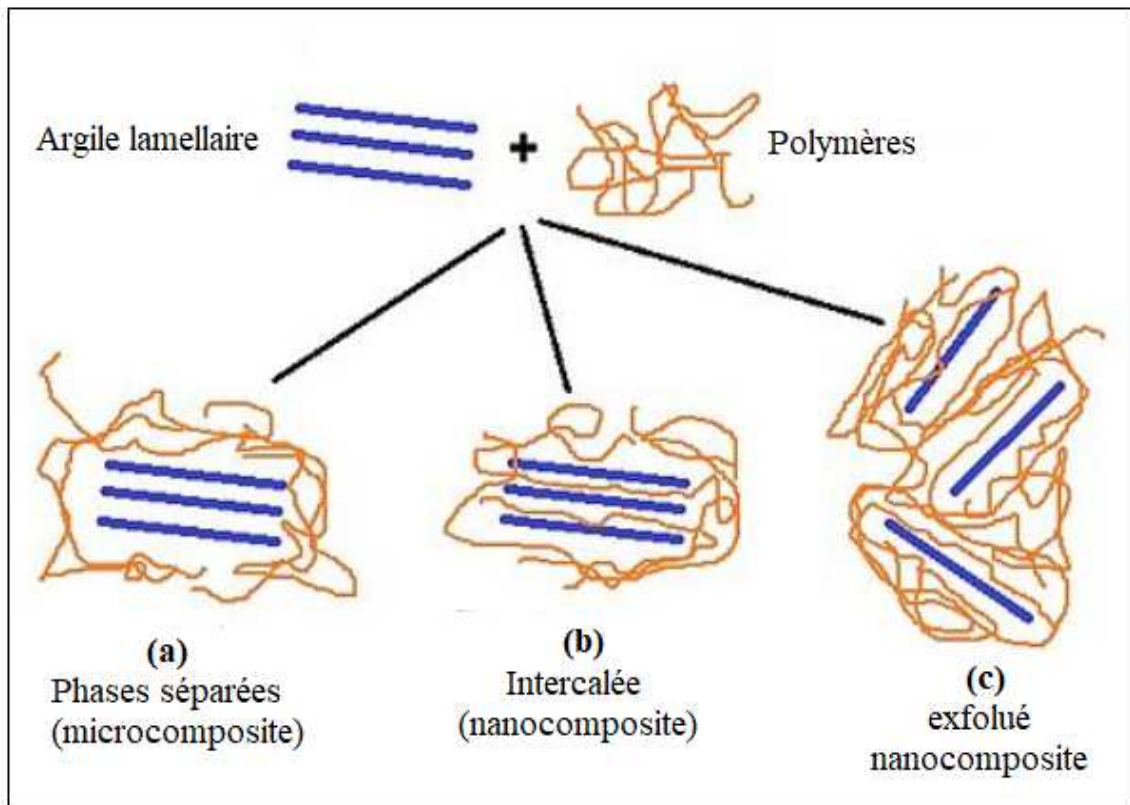 Argile lamellaire
+
Polymères
(a)
Phases séparées
(microcomposite)
(b)
Intercalée
(nanocomposite)
(c)
exfolué
nanocomposite